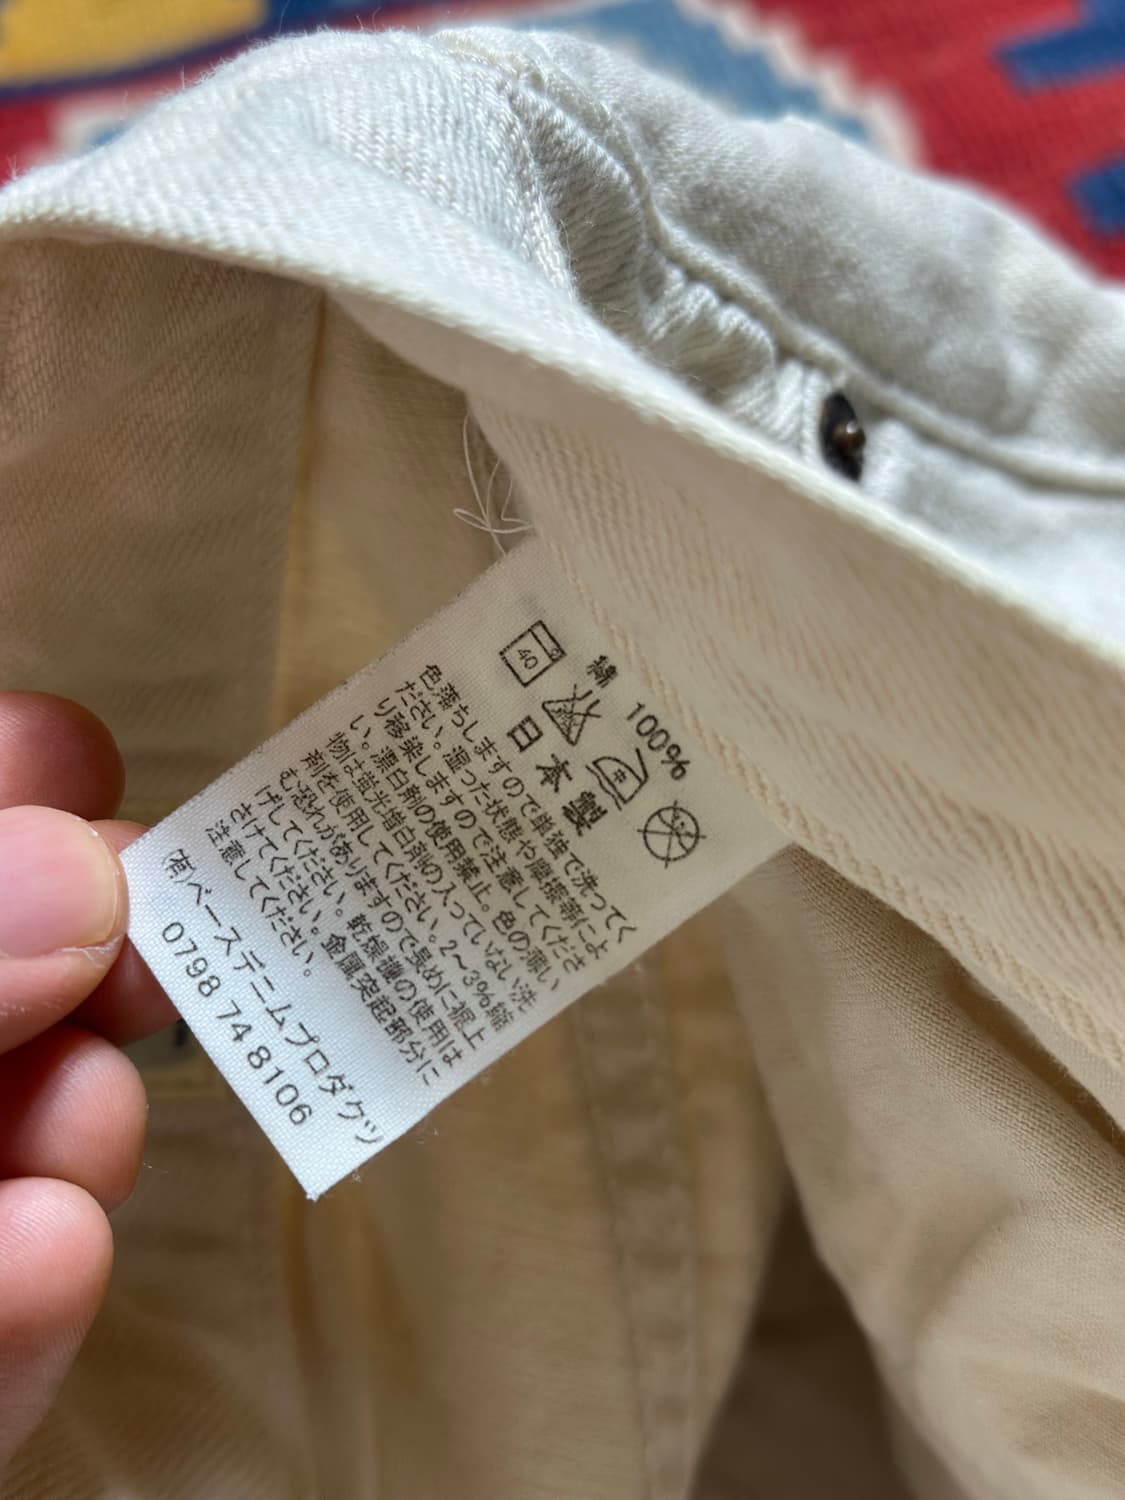 綿 100%
40
日本製
色落ちしますので単独で洗ってく
ださい。湿った状態や摩擦等によ
り移染しますので注意してくださ
い。漂白剤の使用禁止。色の薄い
物は蛍光増白剤の入っていない洗
剤を使用してください。2〜3%縮
む恐れがありますので長めに裾上
げしてください。乾燥機の使用は
さけてください。金属突起部分に
注意してください。
(有)ベースデニムプロダクツ
0798 74 8106